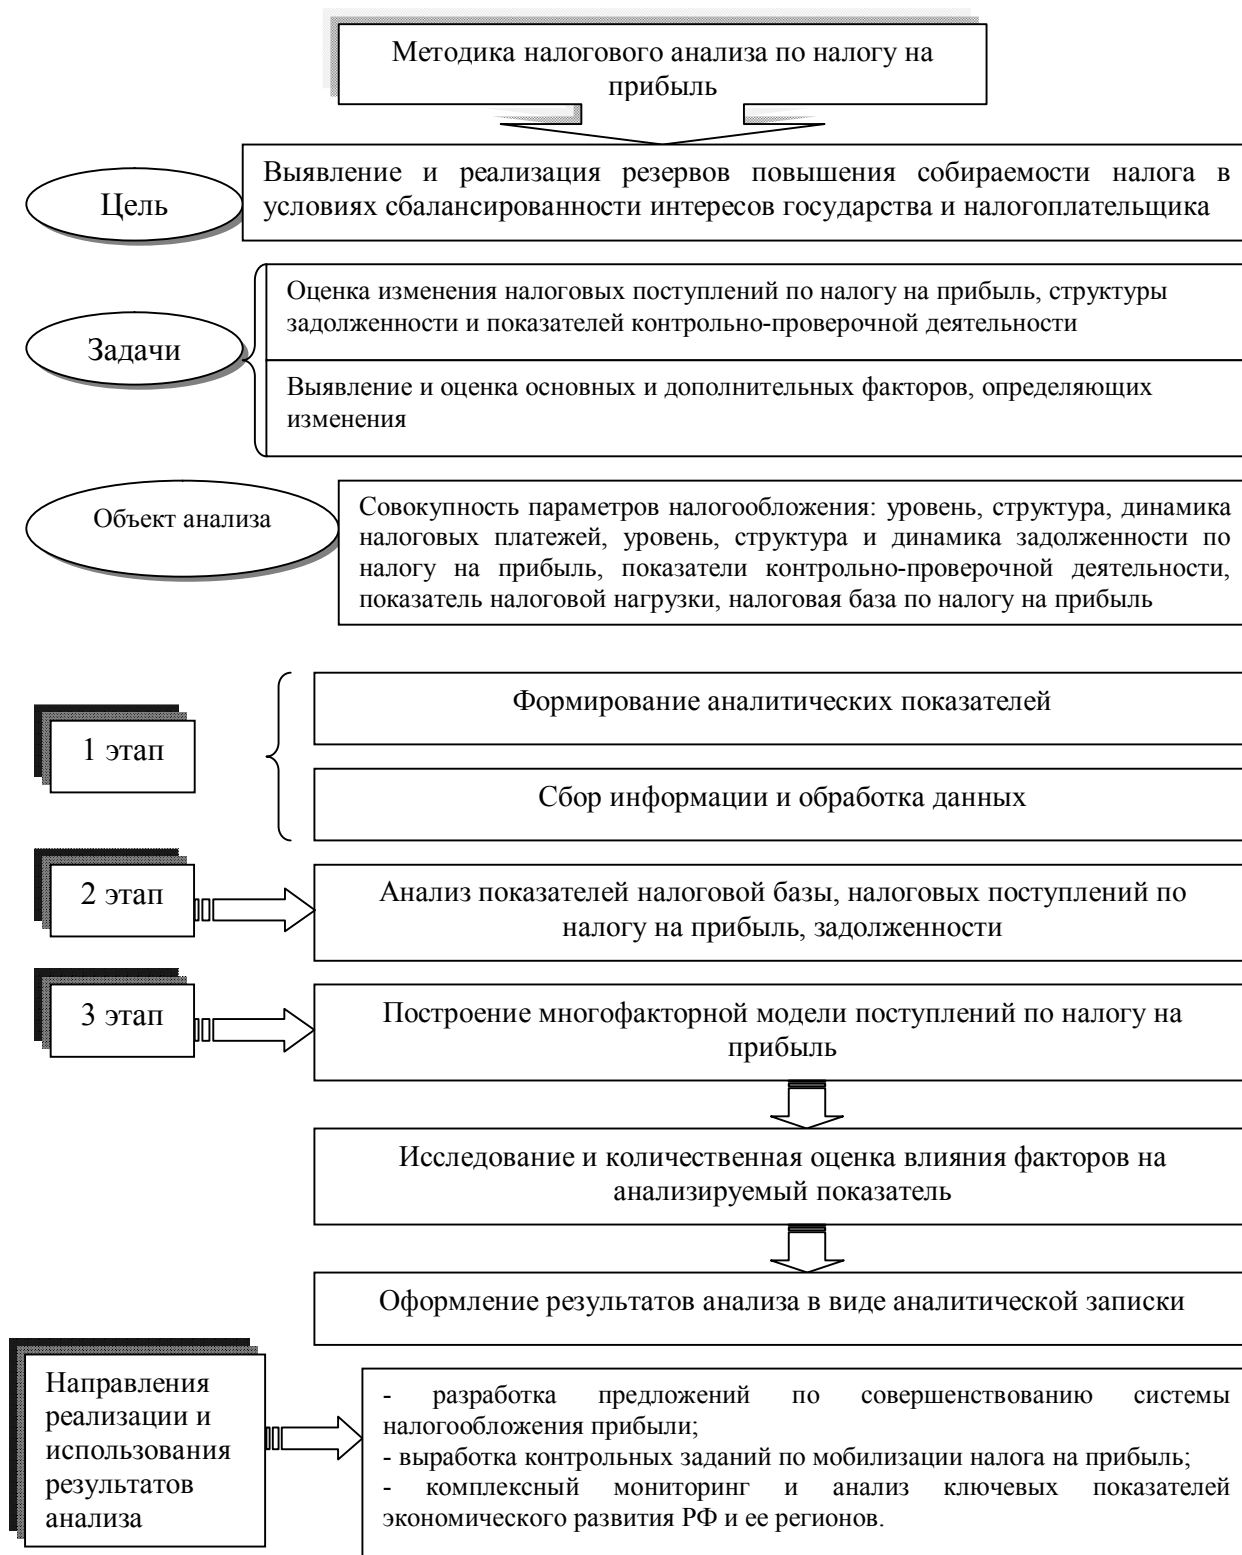 Методика налогового анализа по налогу на
прибыль
Цель
Выявление и реализация резервов повышения собираемости налога в
условиях сбалансированности интересов государства и налогоплательщика
Задачи
Оценка изменения налоговых поступлений по налогу на прибыль, структуры
задолженности и показателей контрольно-проверочной деятельности
Выявление и оценка основных и дополнительных факторов, определяющих
изменения
Объект анализа
Совокупность параметров налогообложения: уровень, структура, динамика
налоговых платежей, уровень, структура и динамика задолженности по
налогу на прибыль, показатели контрольно-проверочной деятельности,
показатель налоговой нагрузки, налоговая база по налогу на прибыль
1 этап
Формирование аналитических показателей
Сбор информации и обработка данных
2 этап
Анализ показателей налоговой базы, налоговых поступлений по
налогу на прибыль, задолженности
3 этап
Построение многофакторной модели поступлений по налогу на
прибыль
Исследование и количественная оценка влияния факторов на
анализируемый показатель
Оформление результатов анализа в виде аналитической записки
Направления
реализации и
использования
результатов
анализа
- разработка предложений по совершенствованию системы
налогообложения прибыли;
- выработка контрольных заданий по мобилизации налога на прибыль;
- комплексный мониторинг и анализ ключевых показателей
экономического развития РФ и ее регионов.